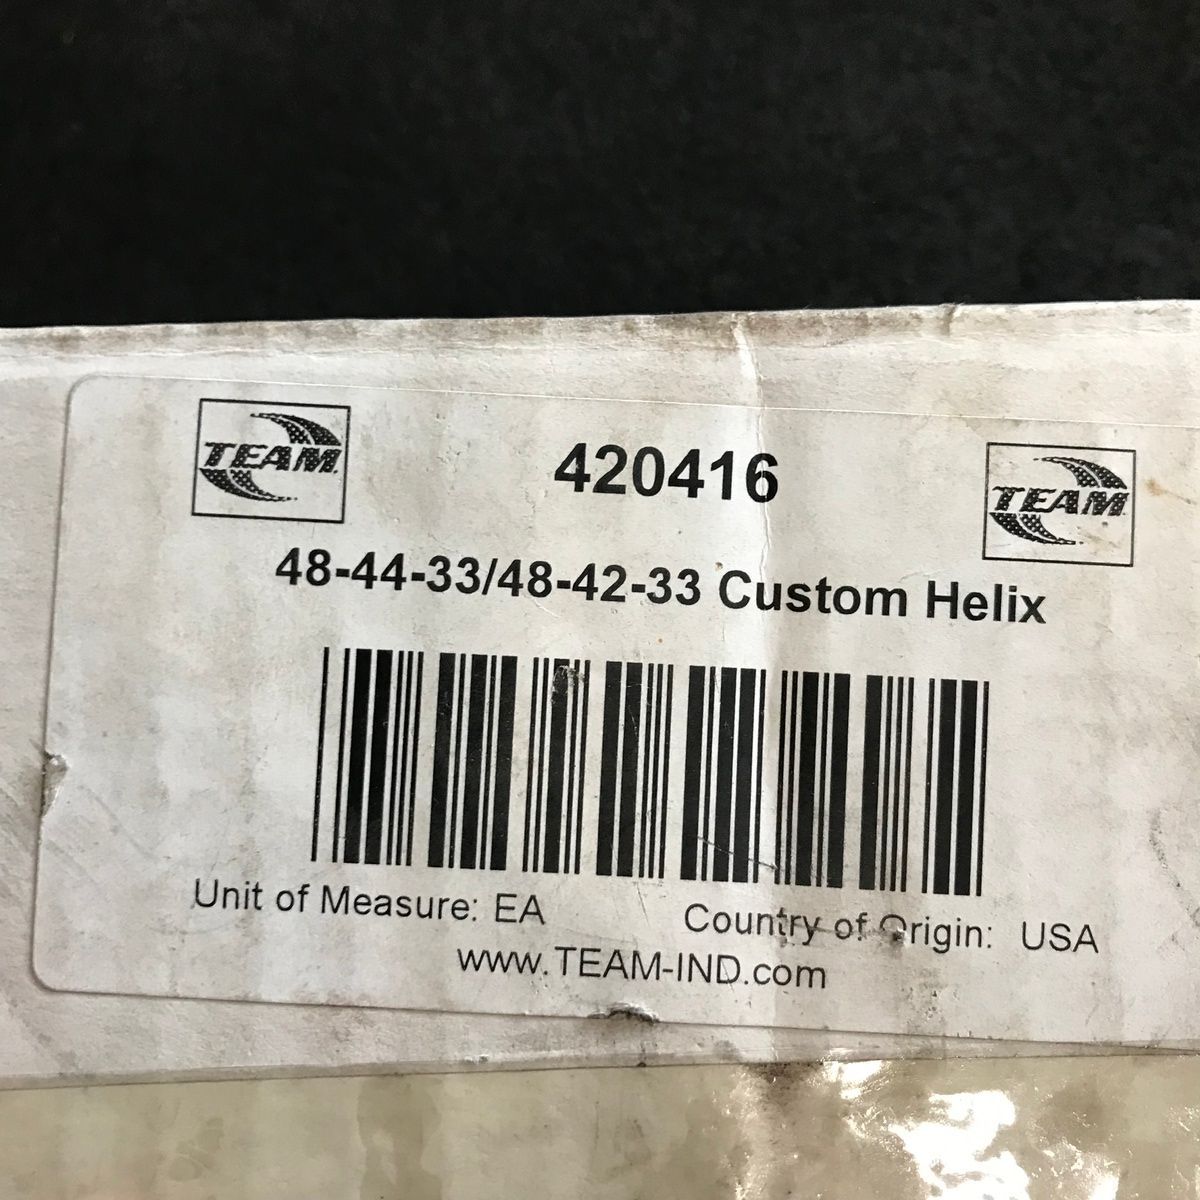 TEAM
420416
TEAM
48-44-33/48-42-33 Custom Helix
Unit of Measure: EA
Country of Origin: USA
www.TEAM-IND.com